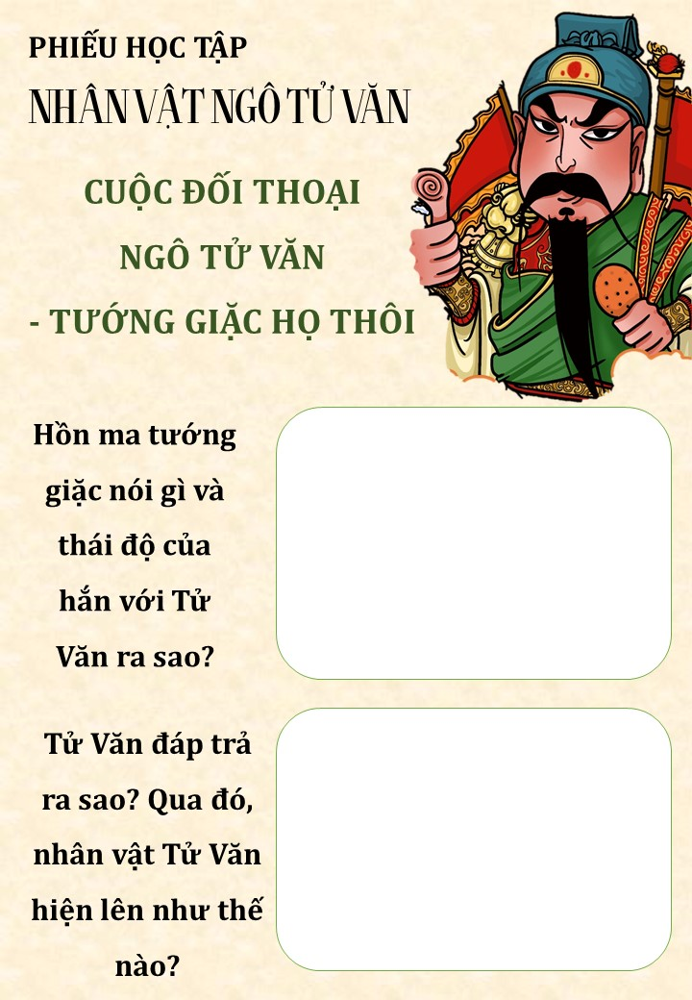 PHIẾU HỌC TẬP
NHÂN VẬT NGÔ TỬ VĂN
CUỘC ĐỐI THOẠI
NGÔ TỬ VĂN
- TƯỚNG GIẶC HỌ THÔI
Hồn ma tướng
giặc nói gì và
thái độ của
hắn với Tử
Văn ra sao?
Tử Văn đáp trả
ra sao? Qua đó,
nhân vật Tử Văn
hiện lên như thế
nào?